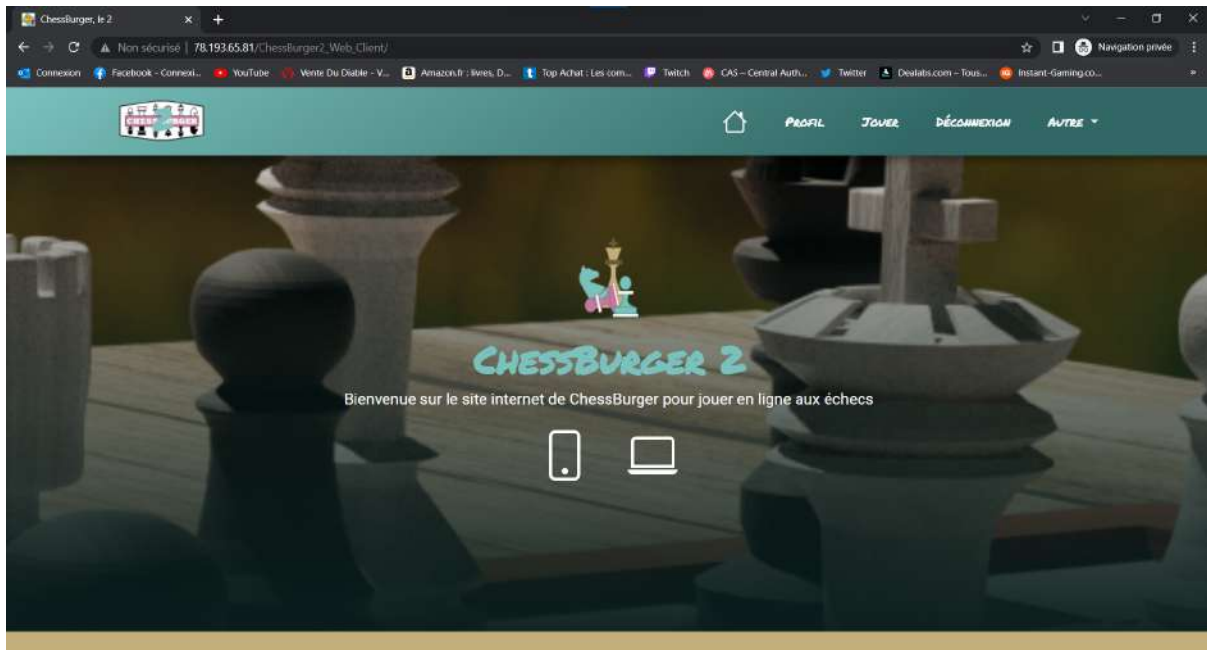 ChessBurger, le 2
Non sécurisé | 78.193.65.81/ChessBurger2_Web_Client/
Navigation privée
Connexion Facebook - Connexi... YouTube Vente Du Diable - V... Amazon.fr : livres, D... Top Achat : Les com... Twitch CAS – Central Auth... Twitter Dealabs.com – Tous... Instant-Gaming.co...
CHESSBURGER 2
PROFIL JOUER DÉCONNEXION AUTRE
CHESSBURGER 2
Bienvenue sur le site internet de ChessBurger pour jouer en ligne aux échecs